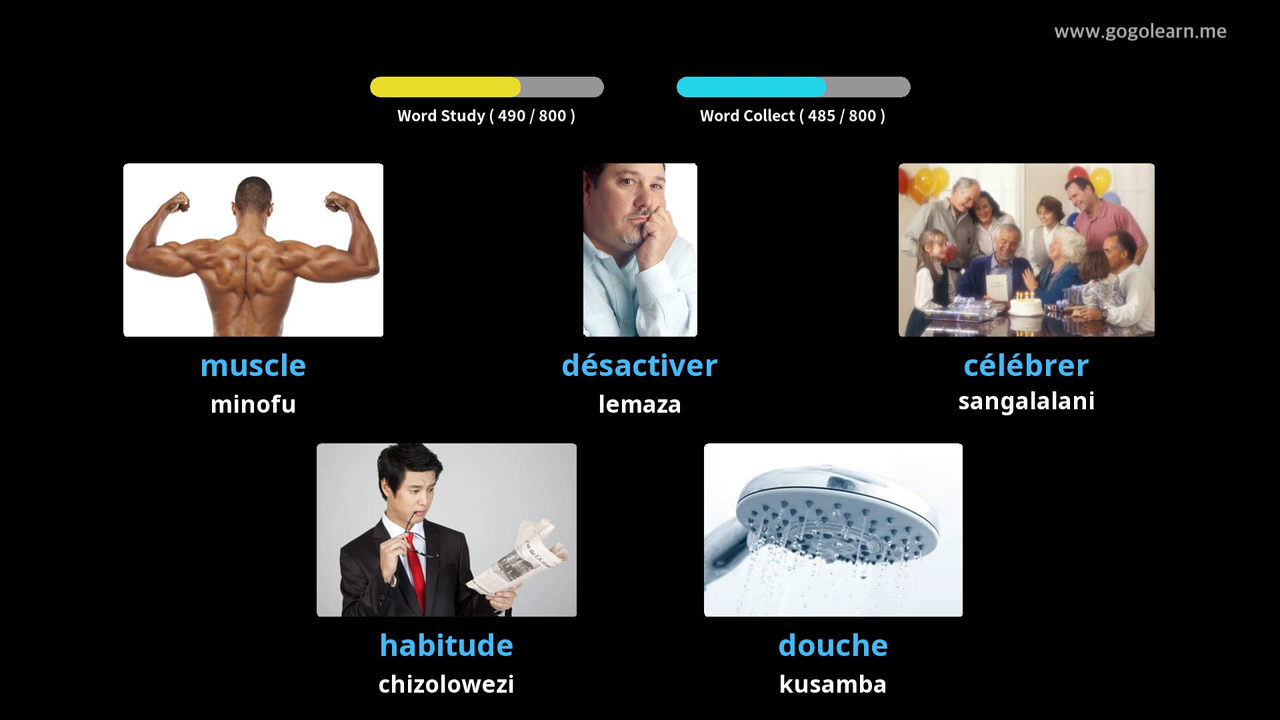 www.gogolearn.me
Word Study ( 490 / 800 )
Word Collect ( 485 / 800 )
muscle
minofu
désactiver
lemaza
célébrer
sangalalani
habitude
chizolowezi
douche
kusamba